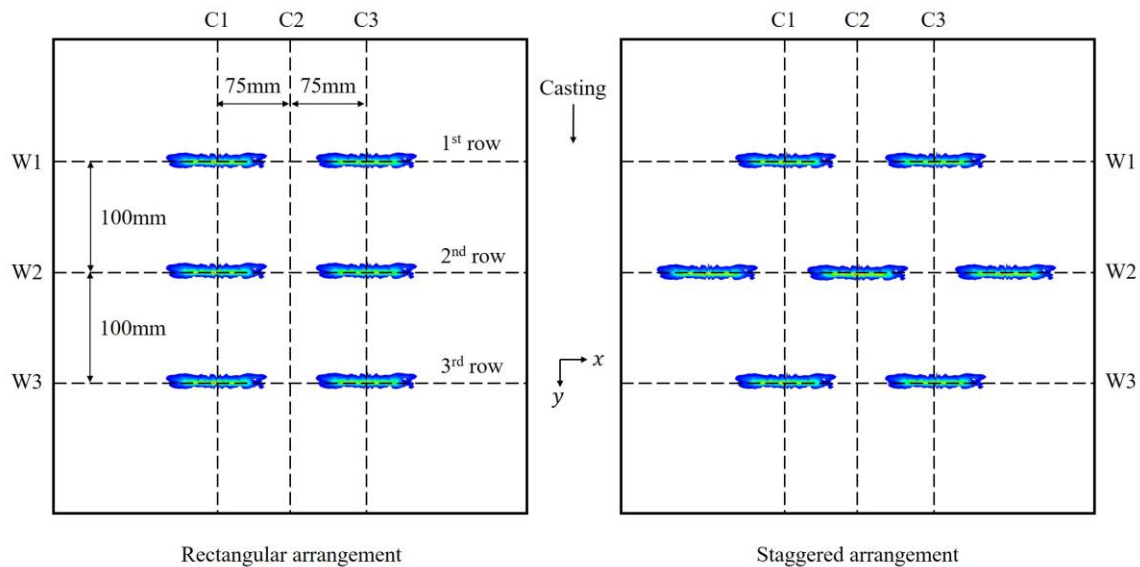 C1 C2 C3
75mm 75mm
W1
1st row
100mm
W2
2nd row
100mm
W3
3rd row
Rectangular arrangement
Casting
x
y
C1 C2 C3
W1
W2
W3
Staggered arrangement